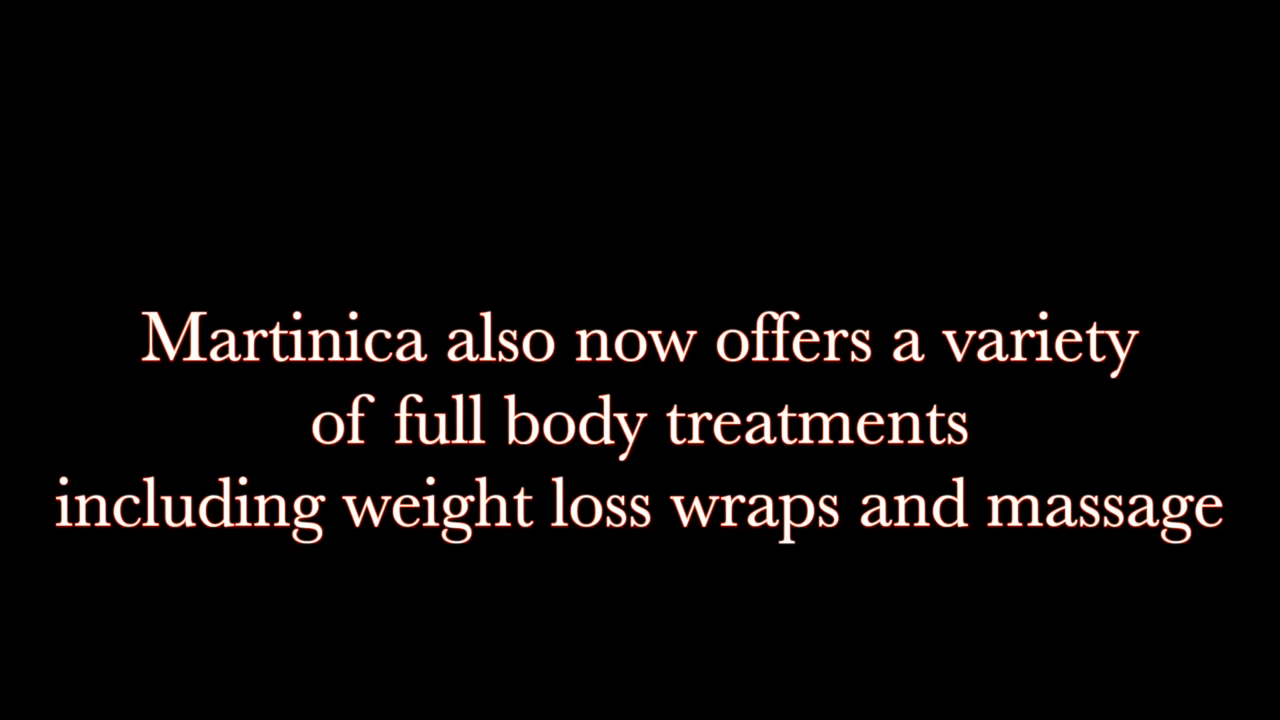 Martinica also now offers a variety
of full body treatments
including weight loss wraps and massage